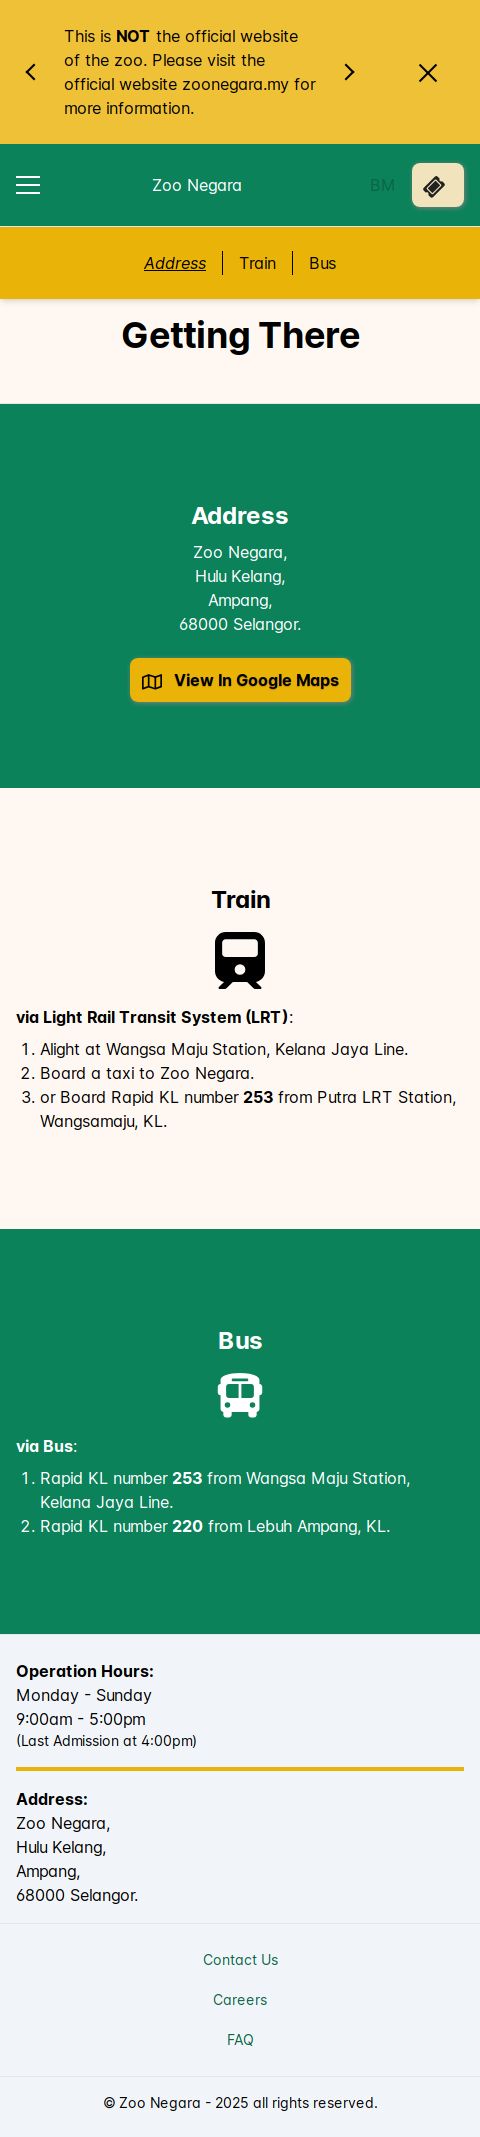 This is NOT the official website
of the zoo. Please visit the
official website zoonegara.my for
more information.
Zoo Negara
BM
Address
Train
Bus
Getting There
Address
Zoo Negara,
Hulu Kelang,
Ampang,
68000 Selangor.
View In Google Maps
Train
via Light Rail Transit System (LRT):
1. Alight at Wangsa Maju Station, Kelana Jaya Line.
2. Board a taxi to Zoo Negara.
3. or Board Rapid KL number 253 from Putra LRT Station,
Wangsamaju, KL.
Bus
via Bus:
1. Rapid KL number 253 from Wangsa Maju Station,
Kelana Jaya Line.
2. Rapid KL number 220 from Lebuh Ampang, KL.
Operation Hours:
Monday - Sunday
9:00am - 5:00pm
(Last Admission at 4:00pm)
Address:
Zoo Negara,
Hulu Kelang,
Ampang,
68000 Selangor.
Contact Us
Careers
FAQ
© Zoo Negara - 2025 all rights reserved.